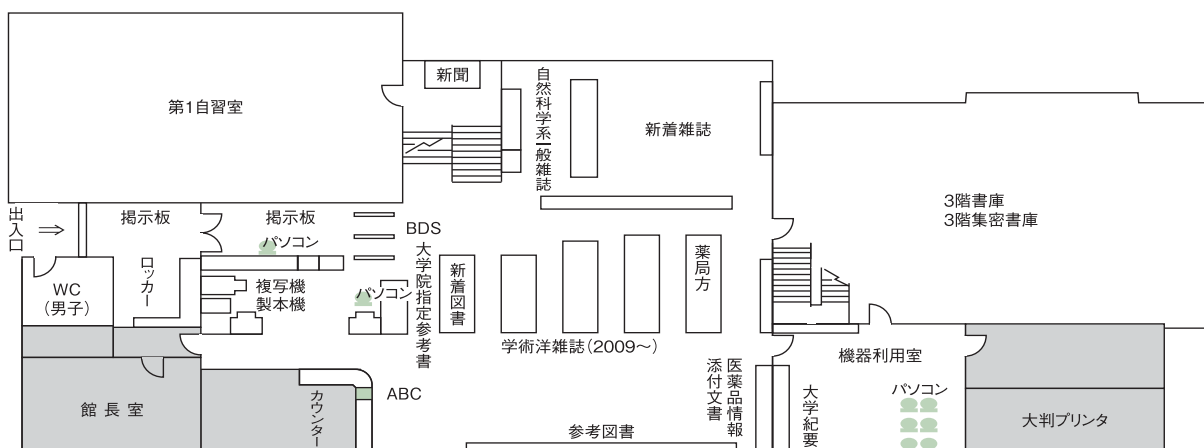 新聞
第1自習室
自然科学系一般雑誌
新着雑誌
3階書庫
3階集密書庫
出入口
掲示板
掲示板
BDS
パソコン
ロッカー
WC
(男子)
複写機
製本機
パソコン
大学院指定参考書
新着図書
薬局方
学術洋雑誌(2009～)
機器利用室
館長室
カウンター
ABC
医薬品情報
添付文書
大学紀要
パソコン
大判プリンタ
参考図書